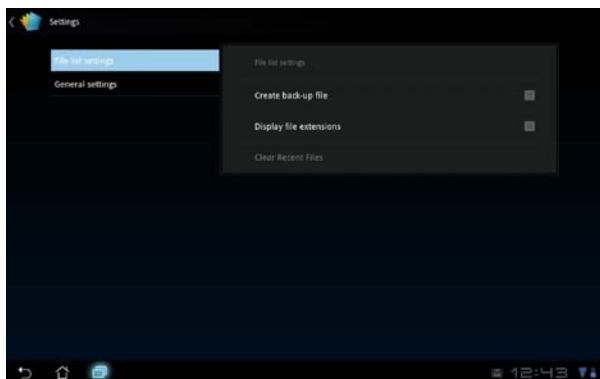 Settings
File list settings
General settings
File list settings
Create back-up file
Display file extensions
Clear Recent Files
12:43